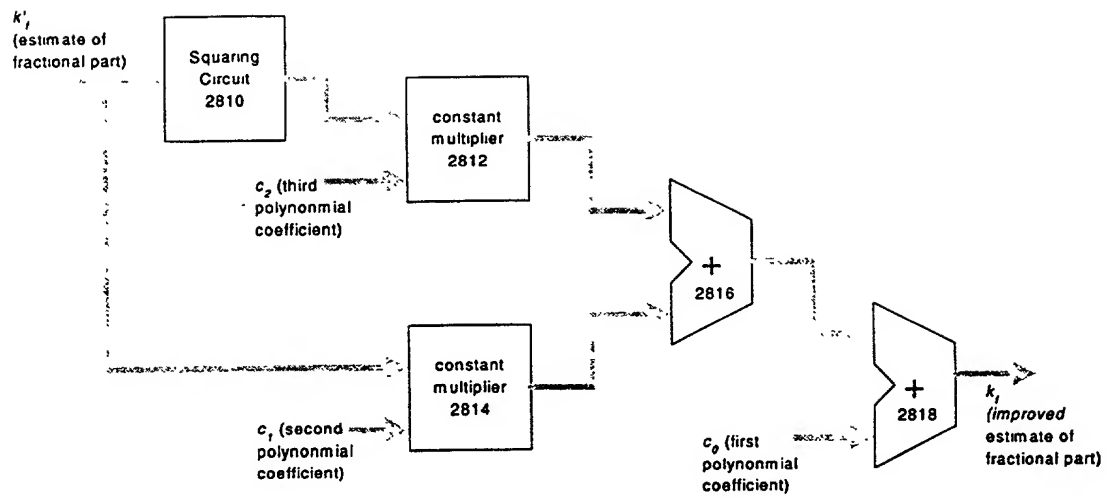 k'f
(estimate of
fractional part)
Squaring
Circuit
2810
constant
multiplier
2812
c2 (third
polynonmial
coefficient)
+
2816
constant
multiplier
2814
c1 (second
polynonmial
coefficient)
+
2818
c0 (first
polynonmial
coefficient)
kf
(improved
estimate of
fractional part)